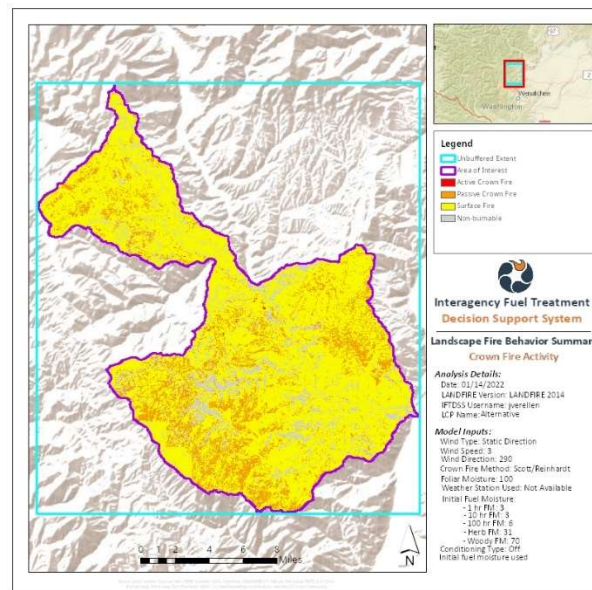 Wenatchee
Washington
Legend
Unbuffered Extent
Area of Interest
Active Crown Fire
Passive Crown Fire
Surface Fire
Non-burnable
Interagency Fuel Treatment
Decision Support System
Landscape Fire Behavior Summar
Crown Fire Activity
Analysis Details:
Date: 01/14/2022
LANDFIRE Version: LANDFIRE 2014
IFTDSS Username: jverellen
LCP Name: Alternative
Model Inputs:
Wind Type: Static Direction
Wind Speed: 3
Wind Direction: 290
Crown Fire Method: Scott/Reinhardt
Foliar Moisture: 100
Weather Station Used: Not Available
Initial Fuel Moisture:
- 1 hr FM: 3
- 10 hr FM: 3
- 100 hr FM: 6
- Herb FM: 31
- Woody FM: 70
Conditioning Type: Off
Initial fuel moisture used
0 1 2 4 6 8
Miles
N